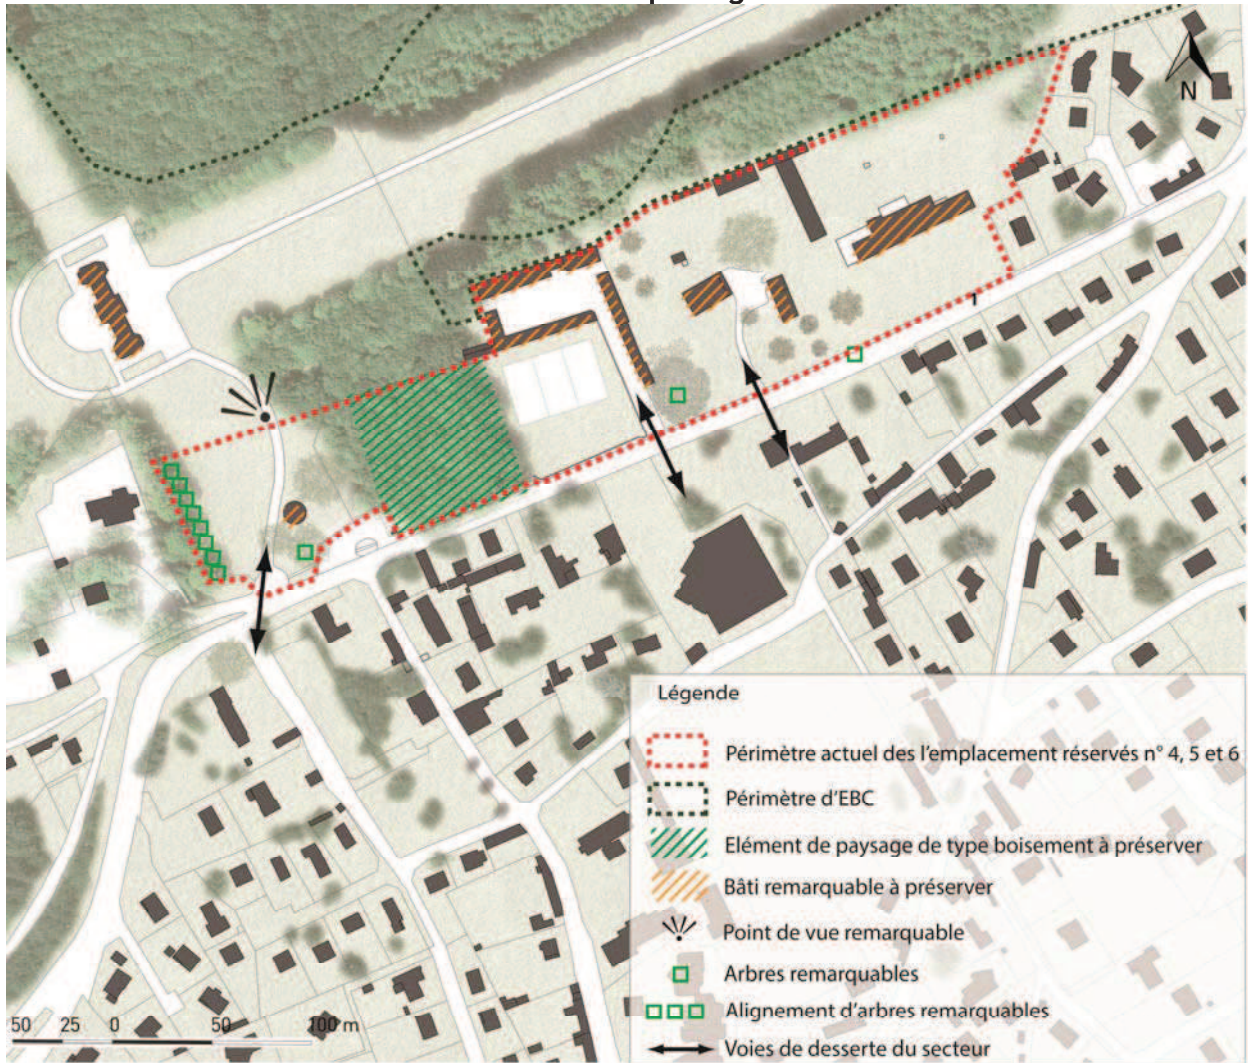 N
Légende
Périmètre actuel des l'emplacement réservés n° 4, 5 et 6
Périmètre d'EBC
Elément de paysage de type boisement à préserver
Bâti remarquable à préserver
Point de vue remarquable
Arbres remarquables
Alignement d'arbres remarquables
Voies de desserte du secteur
50 25 0 50 100 m